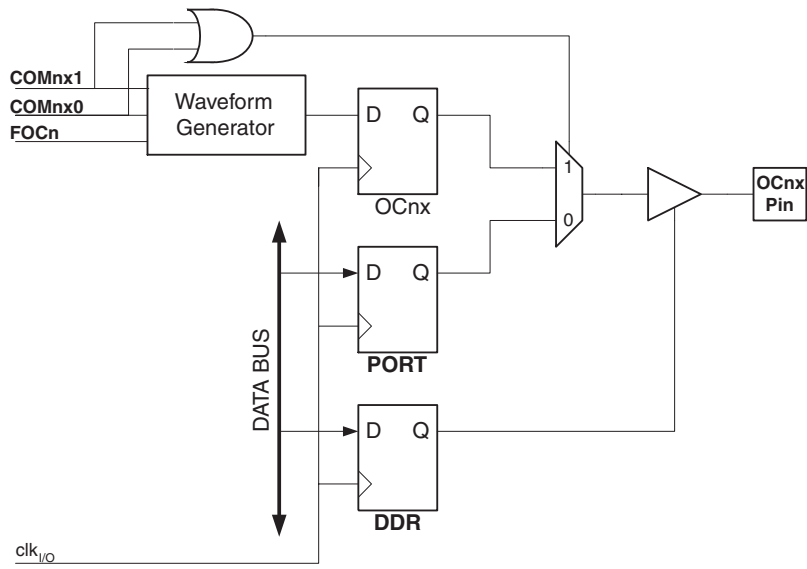 COMnx1
COMnx0
FOCn
Waveform
Generator
D Q
OCnx
1
0
OCnx
Pin
DATA BUS
D Q
PORT
D Q
DDR
clkI/O